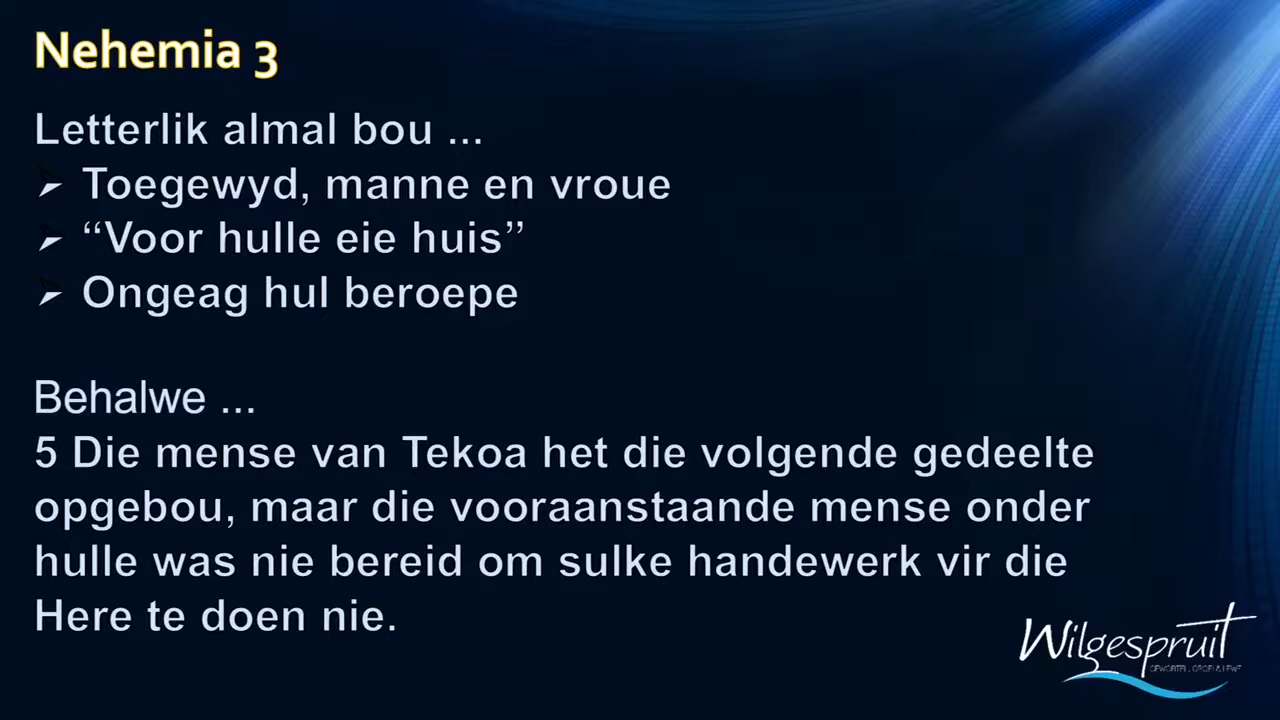 Nehemia 3
Letterlik almal bou ...
➢ Toegewyd, manne en vroue
➢ “Voor hulle eie huis”
➢ Ongeag hul beroepe
Behalwe ...
5 Die mense van Tekoa het die volgende gedeelte
opgebou, maar die vooraanstaande mense onder
hulle was nie bereid om sulke handewerk vir die
Here te doen nie.
Wilgespruit